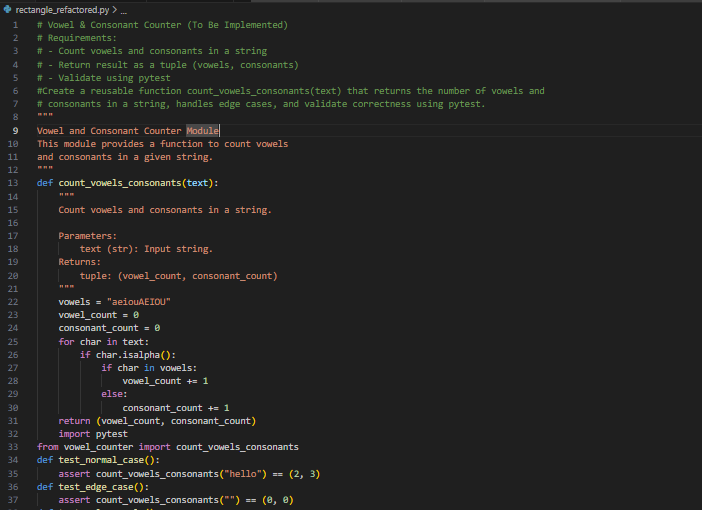 rectangle_refactored.py > ...
1 # Vowel & Consonant Counter (To Be Implemented)
2 # Requirements:
3 # - Count vowels and consonants in a string
4 # - Return result as a tuple (vowels, consonants)
5 # - Validate using pytest
6 #Create a reusable function count_vowels_consonants(text) that returns the number of vowels and
7 # consonants in a string, handles edge cases, and validate correctness using pytest.
8 """
9 Vowel and Consonant Counter Module
10 This module provides a function to count vowels
11 and consonants in a given string.
12 """
13 def count_vowels_consonants(text):
14     """
15     Count vowels and consonants in a string.
16
17     Parameters:
18         text (str): Input string.
19     Returns:
20         tuple: (vowel_count, consonant_count)
21     """
22     vowels = "aeiouAEIOU"
23     vowel_count = 0
24     consonant_count = 0
25     for char in text:
26         if char.isalpha():
27             if char in vowels:
28                 vowel_count += 1
29             else:
30                 consonant_count += 1
31     return (vowel_count, consonant_count)
32     import pytest
33 from vowel_counter import count_vowels_consonants
34 def test_normal_case():
35     assert count_vowels_consonants("hello") == (2, 3)
36 def test_edge_case():
37     assert count_vowels_consonants("") == (0, 0)